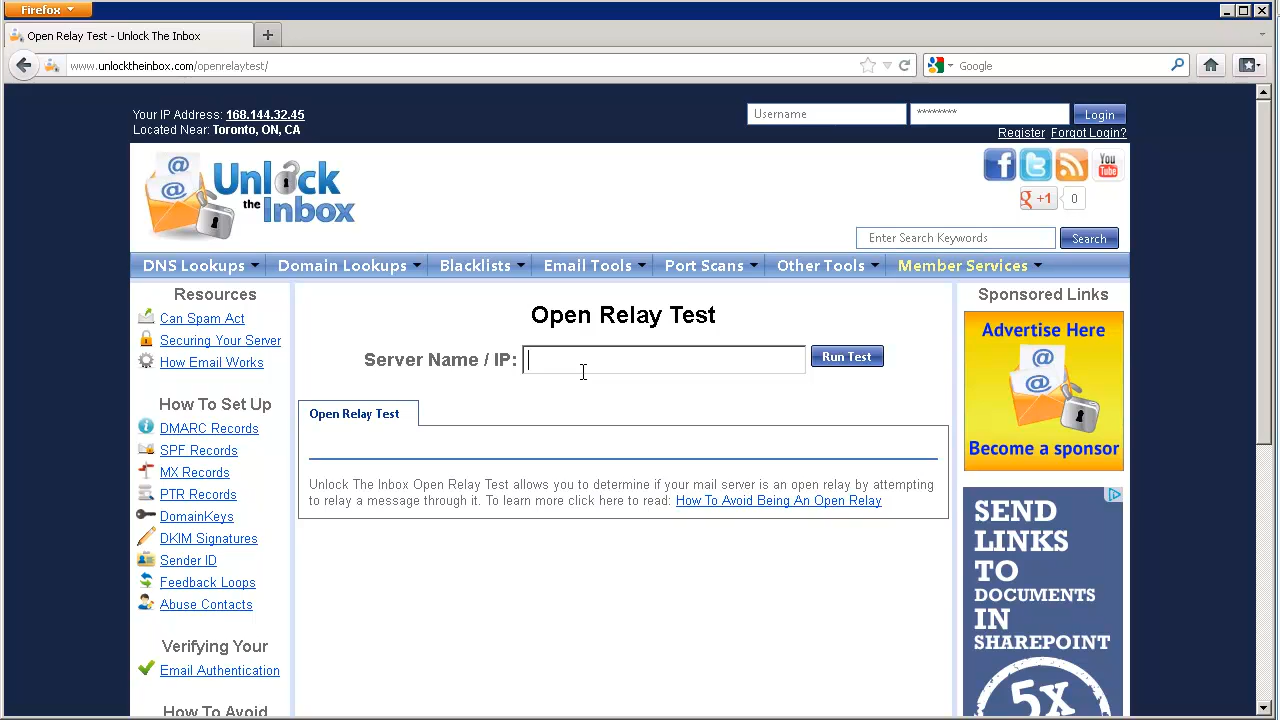 Firefox
Open Relay Test - Unlock The Inbox
www.unlocktheinbox.com/openrelaytest/
Google
Your IP Address: 168.144.32.45
Located Near: Toronto, ON, CA
Username
********
Login
Register Forgot Login?
Unlock
the Inbox
You
Tube
g +1
0
Enter Search Keywords
Search
DNS Lookups
Domain Lookups
Blacklists
Email Tools
Port Scans
Other Tools
Member Services
Resources
Can Spam Act
Securing Your Server
How Email Works
How To Set Up
DMARC Records
SPF Records
MX Records
PTR Records
DomainKeys
DKIM Signatures
Sender ID
Feedback Loops
Abuse Contacts
Verifying Your
Email Authentication
How To Avoid
Open Relay Test
Server Name / IP:
Run Test
Open Relay Test
Unlock The Inbox Open Relay Test allows you to determine if your mail server is an open relay by attempting
to relay a message through it. To learn more click here to read: How To Avoid Being An Open Relay
Sponsored Links
Advertise Here
Become a sponsor
SEND
LINKS
TO
DOCUMENTS
IN
SHAREPOINT
5x